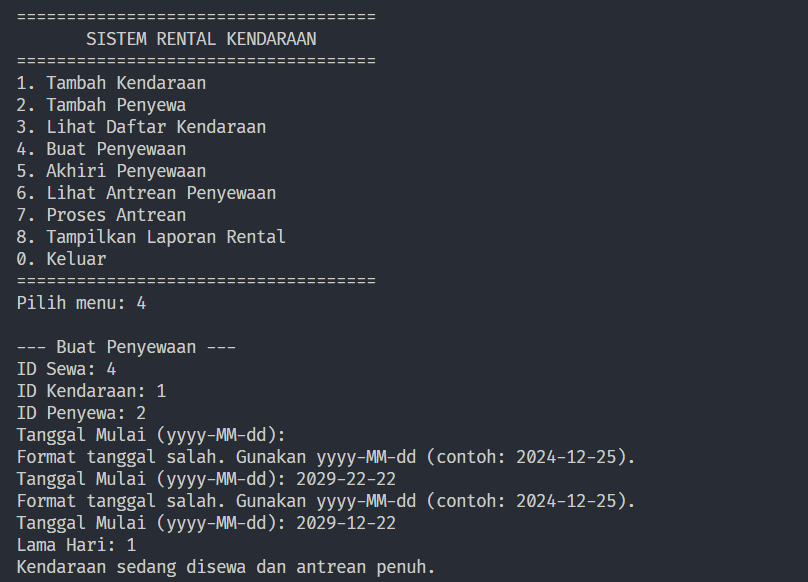 ====================================
SISTEM RENTAL KENDARAAN
====================================
1. Tambah Kendaraan
2. Tambah Penyewa
3. Lihat Daftar Kendaraan
4. Buat Penyewaan
5. Akhiri Penyewaan
6. Lihat Antrean Penyewaan
7. Proses Antrean
8. Tampilkan Laporan Rental
0. Keluar
====================================
Pilih menu: 4
--- Buat Penyewaan ---
ID Sewa: 4
ID Kendaraan: 1
ID Penyewa: 2
Tanggal Mulai (yyyy-MM-dd):
Format tanggal salah. Gunakan yyyy-MM-dd (contoh: 2024-12-25).
Tanggal Mulai (yyyy-MM-dd): 2029-22-22
Format tanggal salah. Gunakan yyyy-MM-dd (contoh: 2024-12-25).
Tanggal Mulai (yyyy-MM-dd): 2029-12-22
Lama Hari: 1
Kendaraan sedang disewa dan antrean penuh.